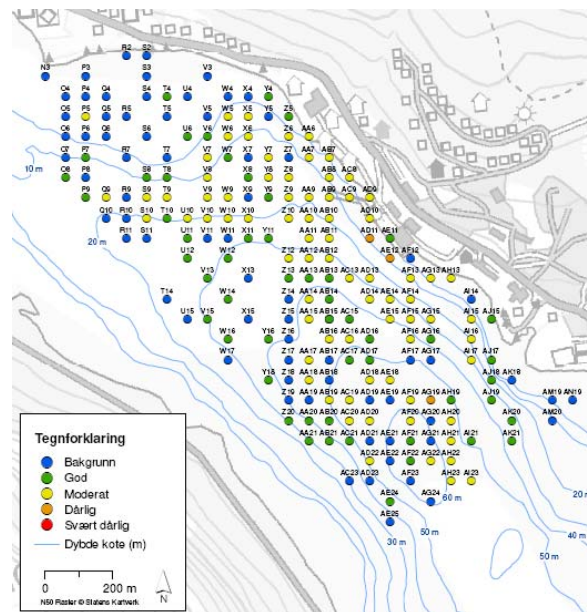 R2 S2
N3 P3 S3 V3
O4 P4 Q4 S4 T4 U4 W4 X4 Y4
O5 P5 Q5 R5 T5 V5 W5 X5 Y5 Z5
O6 P6 Q6 S6 U6 V6 W6 X6 Z6 AA6
O7 P7 R7 T7 V7 W7 X7 Y7 Z7 AA7 AB7
10 m
O8 P8 S8 T8 V8 X8 Y8 Z8 AB8 AC8
P9 Q9 R9 S9 T9 V9 W9 X9 Y9 Z9 AA9 AB9 AC9 AD9
Q10 R10 S10 T10 U10 V10 W10 X10 Z10 AA10 AB10 AD10
R11 S11 U11 V11 W11 X11 Y11 AA11 AB11 AD11 AE11
20 m
U12 W12 Z12 AA12 AB12 AE12 AF12
V13 X13 Z13 AA13 AB13 AC13 AD13 AF13 AG13 AH13
T14 W14 Z14 AA14 AB14 AD14 AE14 AF14 AI14
U15 V15 X15 Z15 AA15 AB15 AC15 AE15 AF15 AG15 AI15 AJ15
W16 Y16 Z16 AB16 AC16 AD16 AF16 AG16 AI16
W17 Z17 AA17 AB17 AC17 AD17 AF17 AG17 AI17 AJ17
Y18 Z18 AA18 AB18 AD18 AE18 AJ18 AK18
Z19 AA19 AB19 AC19 AD19 AE19 AF19 AG19 AH19 AJ19 AM19 AN19
Z20 AA20 AB20 AC20 AD20 AF20 AG20 AH20 AK20 AM20
AA21 AB21 AC21 AD21 AE21 AF21 AG21 AH21 AI21 AK21
AD22 AE22 AF22 AG22 AH22
AC23 AD23 AF23 AH23 AI23
AE24 AG24 60 m
AE25
20 m
50 m
40 m
30 m
50 m
Tegnforklaring
Bakgrunn
God
Moderat
Dårlig
Svært dårlig
Dybde kote (m)
0 200 m
N
N50 Raster © Statens Kartverk